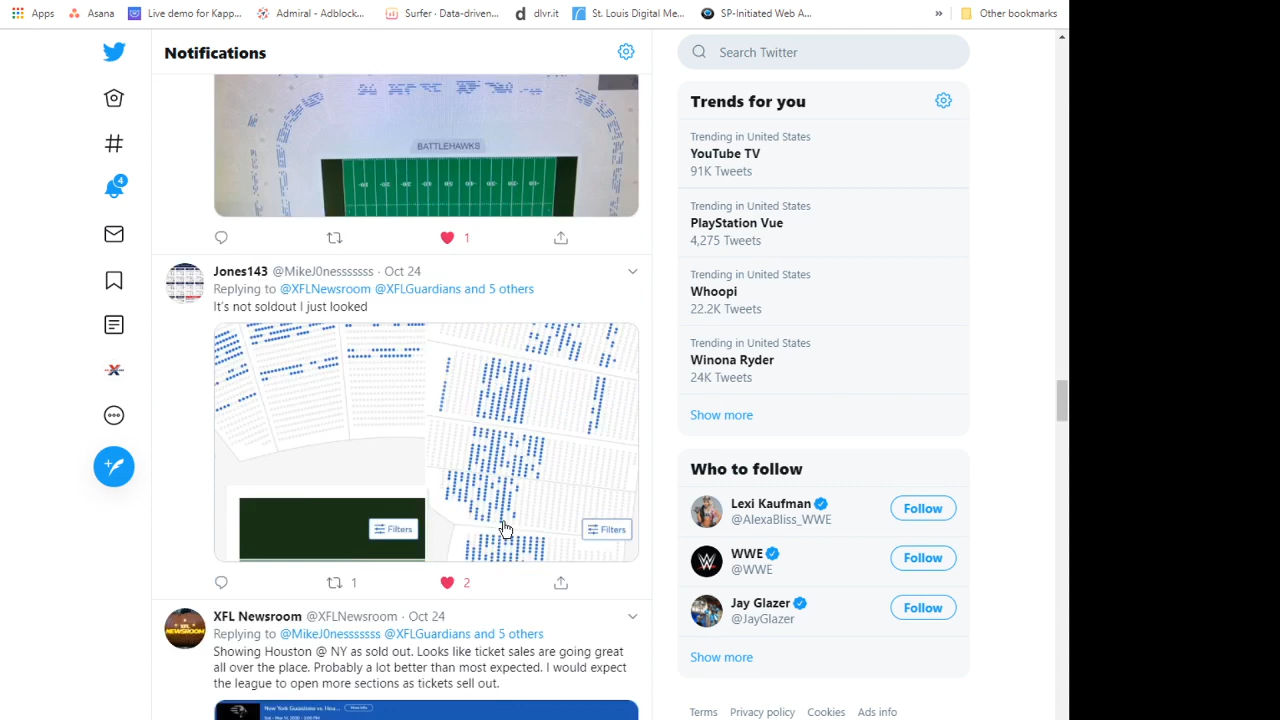 Apps
Asana
Live demo for Kapp...
Admiral - Adblock...
Surfer - Data-driven...
dlvr.it
St. Louis Digital Me...
SP-Initiated Web A...
»
Other bookmarks
Notifications
Search Twitter
4
BATTLEHAWKS
1
Jones143 @MikeJ0nesssssss · Oct 24
Replying to @XFLNewsroom @XFLGuardians and 5 others
It's not soldout I just looked
Filters
Filters
1
2
XFL Newsroom @XFLNewsroom · Oct 24
Replying to @MikeJ0nesssssss @XFLGuardians and 5 others
Showing Houston @ NY as sold out. Looks like ticket sales are going great
all over the place. Probably a lot better than most expected. I would expect
the league to open more sections as tickets sell out.
New York Guardians vs. Hou...
Trends for you
Trending in United States
YouTube TV
91K Tweets
Trending in United States
PlayStation Vue
4,275 Tweets
Trending in United States
Whoopi
22.2K Tweets
Trending in United States
Winona Ryder
24K Tweets
Show more
Who to follow
Lexi Kaufman
@AlexaBliss_WWE
Follow
WWE
@WWE
Follow
Jay Glazer
@JayGlazer
Follow
Show more
Terms Privacy policy Cookies Ads info